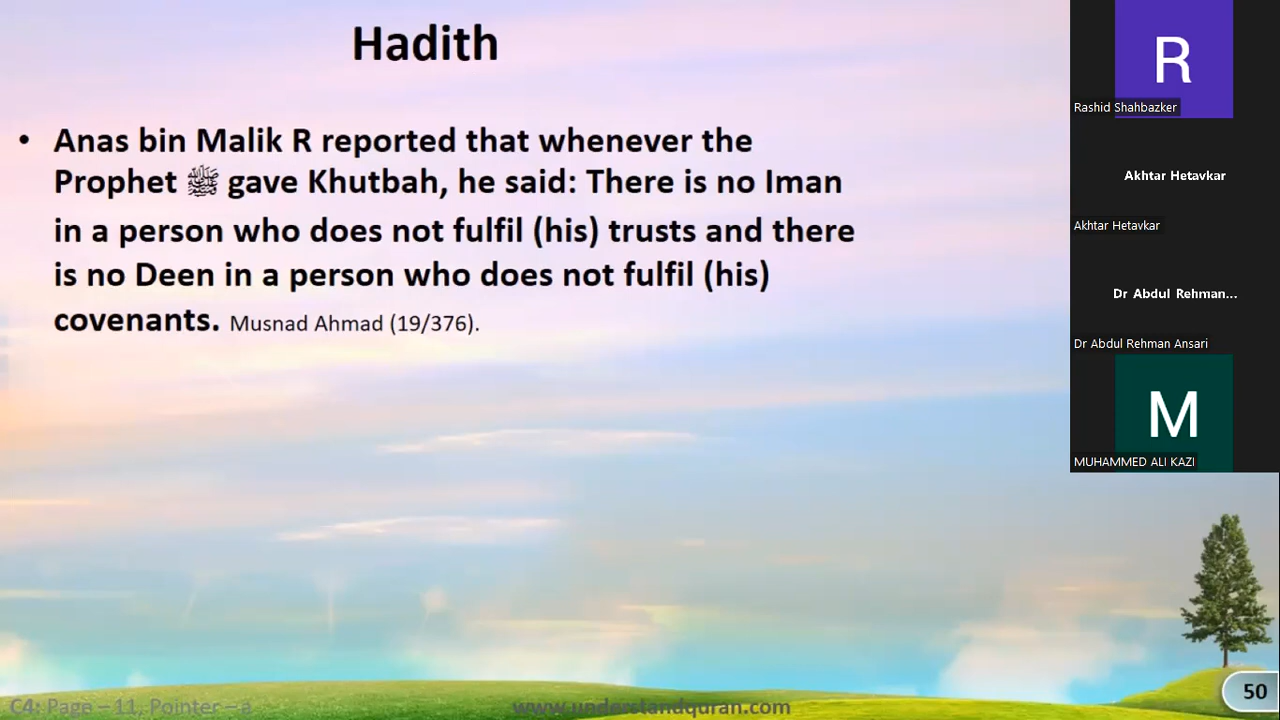 Hadith
• Anas bin Malik R reported that whenever the
Prophet ﷺ gave Khutbah, he said: There is no Iman
in a person who does not fulfil (his) trusts and there
is no Deen in a person who does not fulfil (his)
covenants. Musnad Ahmad (19/376).
R
Rashid Shahbazker
Akhtar Hetavkar
Akhtar Hetavkar
Dr Abdul Rehman...
Dr Abdul Rehman Ansari
M
MUHAMMED ALI KAZI
50
C4: Page – 11, Pointer – a
www.understandquran.com